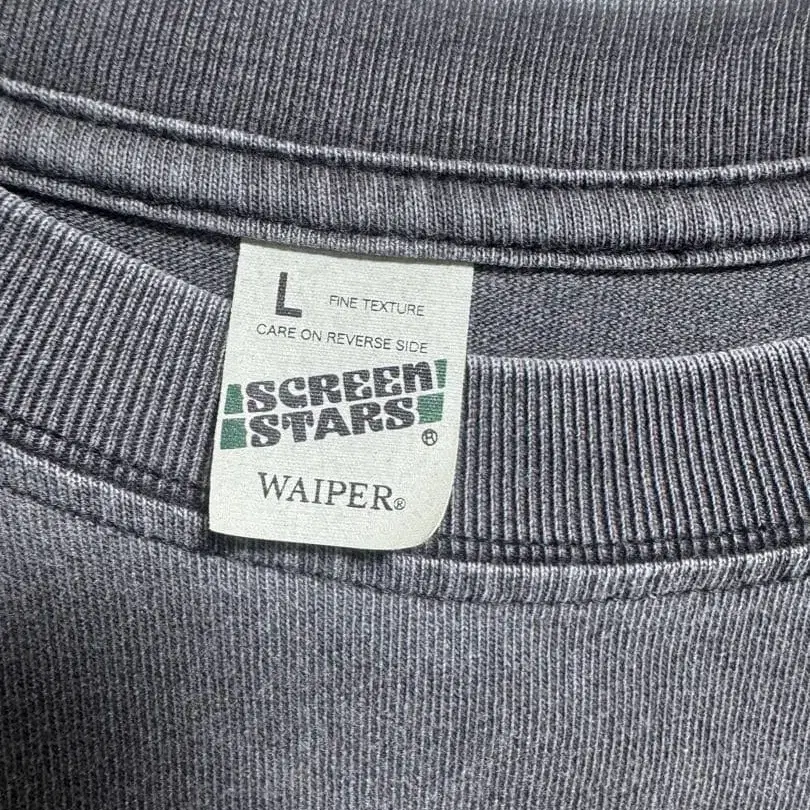 L FINE TEXTURE
CARE ON REVERSE SIDE
SCREEN
STARS®
WAIPER®